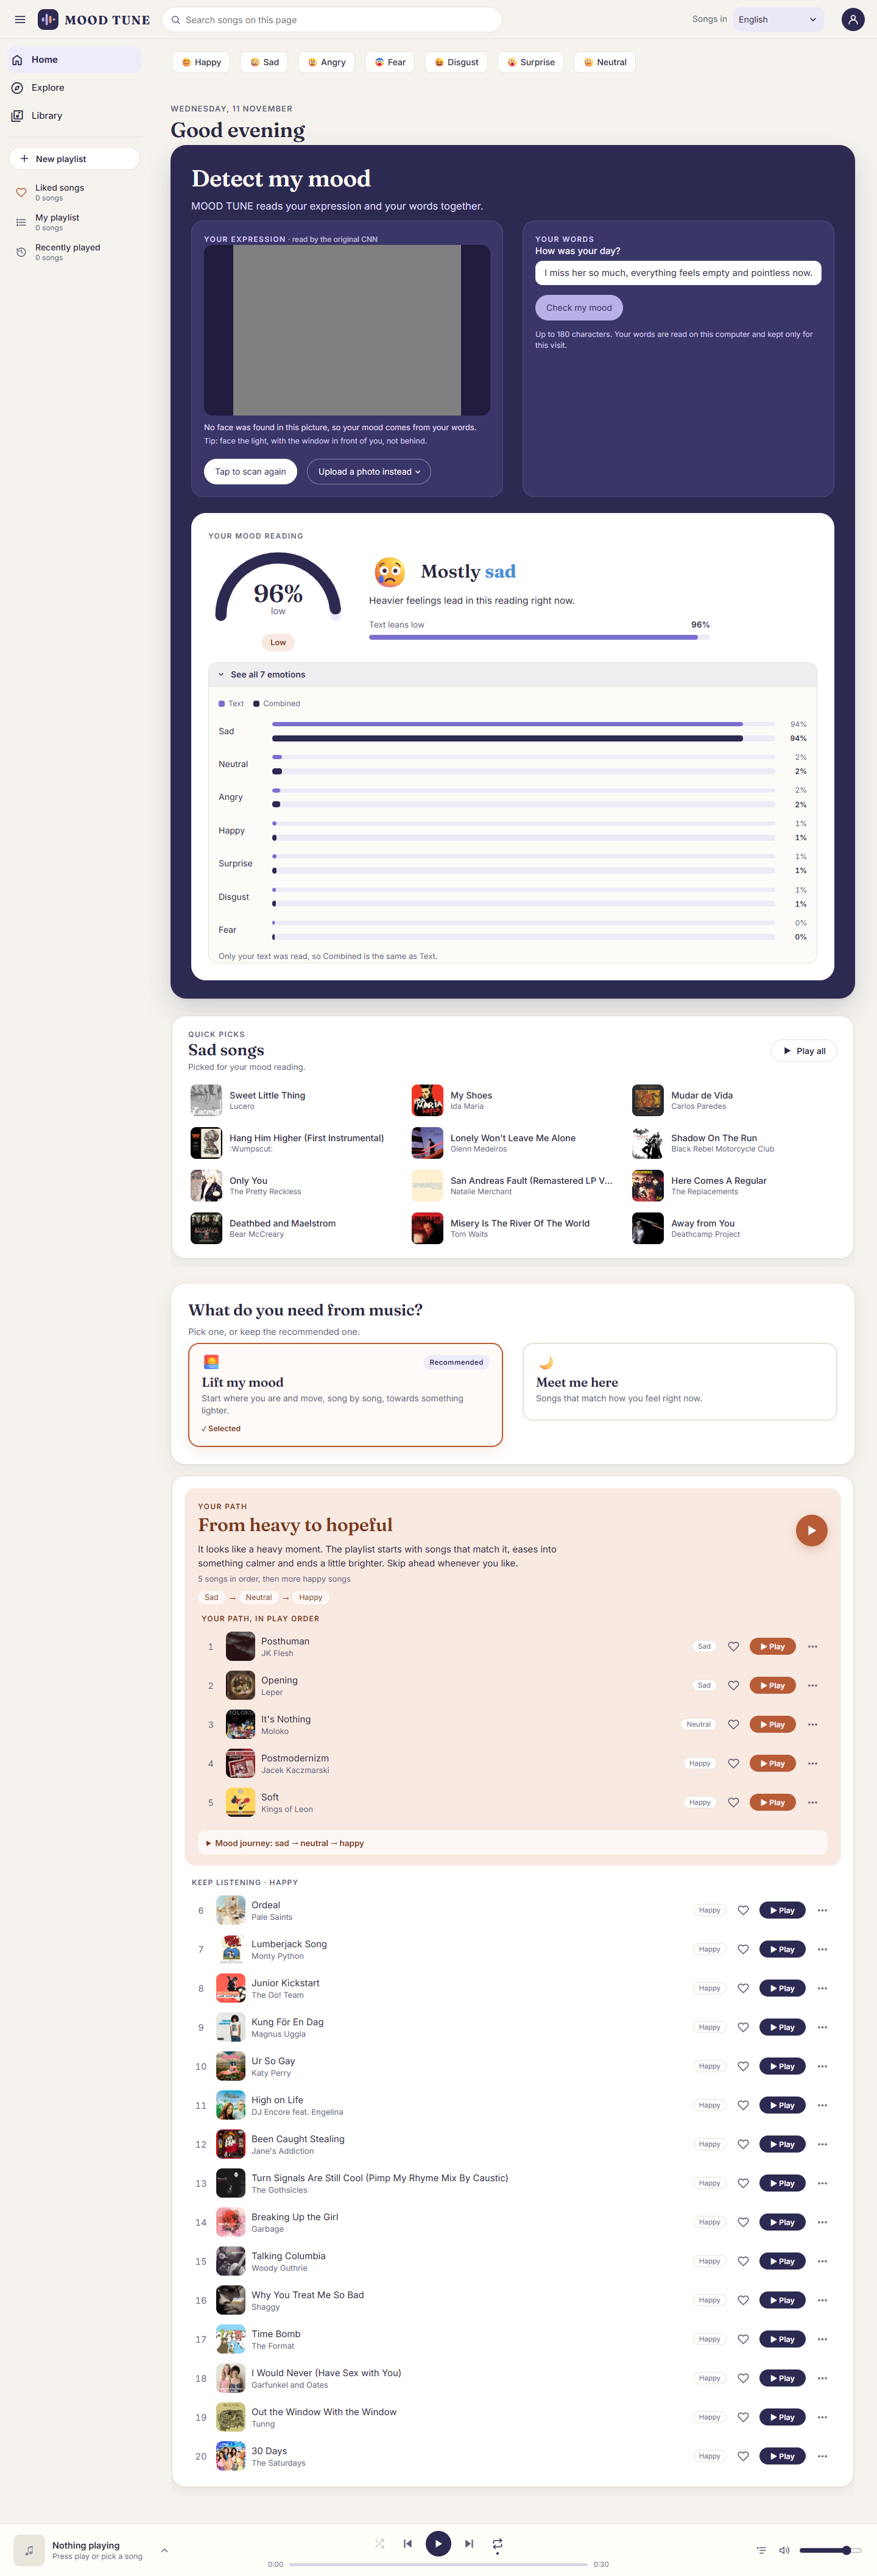 MOOD TUNE
Search songs on this page
Songs in
English
Home
Explore
Library
New playlist
Liked songs
0 songs
My playlist
0 songs
Recently played
0 songs
Happy
Sad
Angry
Fear
Disgust
Surprise
Neutral
WEDNESDAY, 11 NOVEMBER
Good evening
Detect my mood
MOOD TUNE reads your expression and your words together.
YOUR EXPRESSION · read by the original CNN
No face was found in this picture, so your mood comes from your words.
Tip: face the light, with the window in front of you, not behind.
Tap to scan again
Upload a photo instead
YOUR WORDS
How was your day?
I miss her so much, everything feels empty and pointless now.
Check my mood
Up to 180 characters. Your words are read on this computer and kept only for
this visit.
YOUR MOOD READING
96%
low
Low
Mostly sad
Heavier feelings lead in this reading right now.
Text leans low 96%
See all 7 emotions
Text Combined
Sad 94%
94%
Neutral 2%
2%
Angry 2%
2%
Happy 1%
1%
Surprise 1%
1%
Disgust 1%
1%
Fear 0%
0%
Only your text was read, so Combined is the same as Text.
QUICK PICKS
Sad songs
Picked for your mood reading.
Play all
Sweet Little Thing
Lucero
My Shoes
Ida Maria
Mudar de Vida
Carlos Paredes
Hang Him Higher (First Instrumental)
:Wumpscut:
Lonely Won't Leave Me Alone
Glenn Medeiros
Shadow On The Run
Black Rebel Motorcycle Club
Only You
The Pretty Reckless
San Andreas Fault (Remastered LP V...
Natalie Merchant
Here Comes A Regular
The Replacements
Deathbed and Maelstrom
Bear McCreary
Misery Is The River Of The World
Tom Waits
Away from You
Deathcamp Project
What do you need from music?
Pick one, or keep the recommended one.
Recommended
Lift my mood
Start where you are and move, song by song, towards something
lighter.
✓ Selected
Meet me here
Songs that match how you feel right now.
YOUR PATH
From heavy to hopeful
It looks like a heavy moment. The playlist starts with songs that match it, eases into
something calmer and ends a little brighter. Skip ahead whenever you like.
5 songs in order, then more happy songs
Sad → Neutral → Happy
YOUR PATH, IN PLAY ORDER
1 Posthuman
JK Flesh
Sad Play
2 Opening
Leper
Sad Play
3 It's Nothing
Moloko
Neutral Play
4 Postmodernizm
Jacek Kaczmarski
Happy Play
5 Soft
Kings of Leon
Happy Play
Mood journey: sad → neutral → happy
KEEP LISTENING · HAPPY
6 Ordeal
Pale Saints
Happy Play
7 Lumberjack Song
Monty Python
Happy Play
8 Junior Kickstart
The Go! Team
Happy Play
9 Kung För En Dag
Magnus Uggla
Happy Play
10 Ur So Gay
Katy Perry
Happy Play
11 High on Life
DJ Encore feat. Engelina
Happy Play
12 Been Caught Stealing
Jane's Addiction
Happy Play
13 Turn Signals Are Still Cool (Pimp My Rhyme Mix By Caustic)
The Gothsicles
Happy Play
14 Breaking Up the Girl
Garbage
Happy Play
15 Talking Columbia
Woody Guthrie
Happy Play
16 Why You Treat Me So Bad
Shaggy
Happy Play
17 Time Bomb
The Format
Happy Play
18 I Would Never (Have Sex with You)
Garfunkel and Oates
Happy Play
19 Out the Window With the Window
Tunng
Happy Play
20 30 Days
The Saturdays
Happy Play
Nothing playing
Press play or pick a song
0:00
0:30